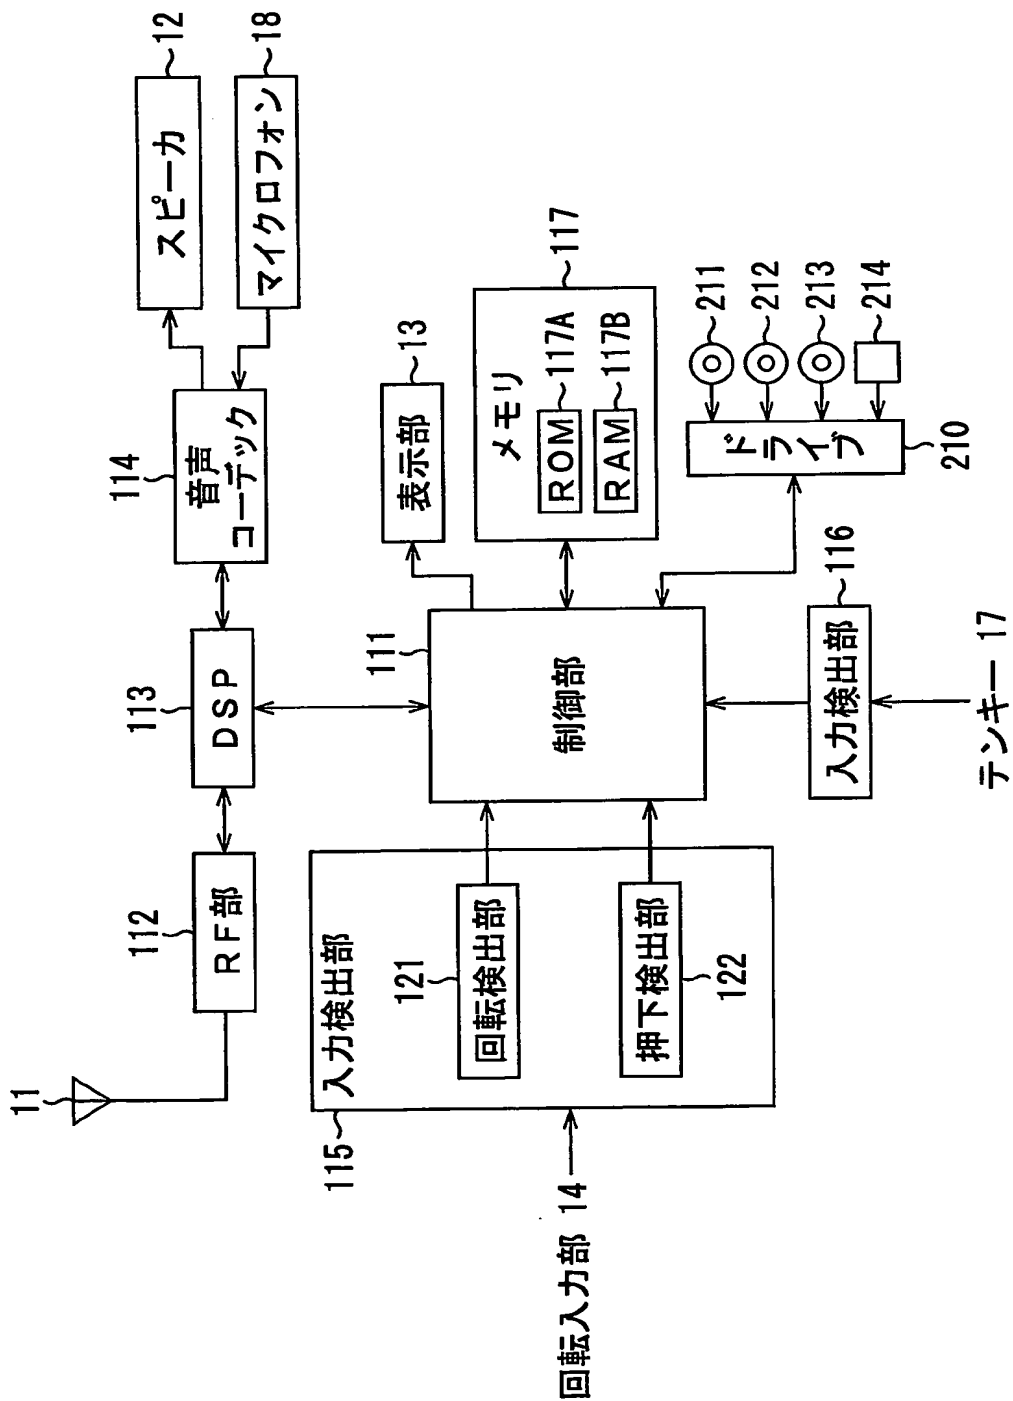 11
112
RF部
113
DSP
114
音声
コーデック
スピーカ
12
マイクロフォン
18
115
入力検出部
121
回転検出部
押下検出部
122
回転入力部 14
111
制御部
表示部
13
メモリ
117
ROM
117A
RAM
117B
ドライブ
210
211
212
213
214
入力検出部
116
テンキー 17